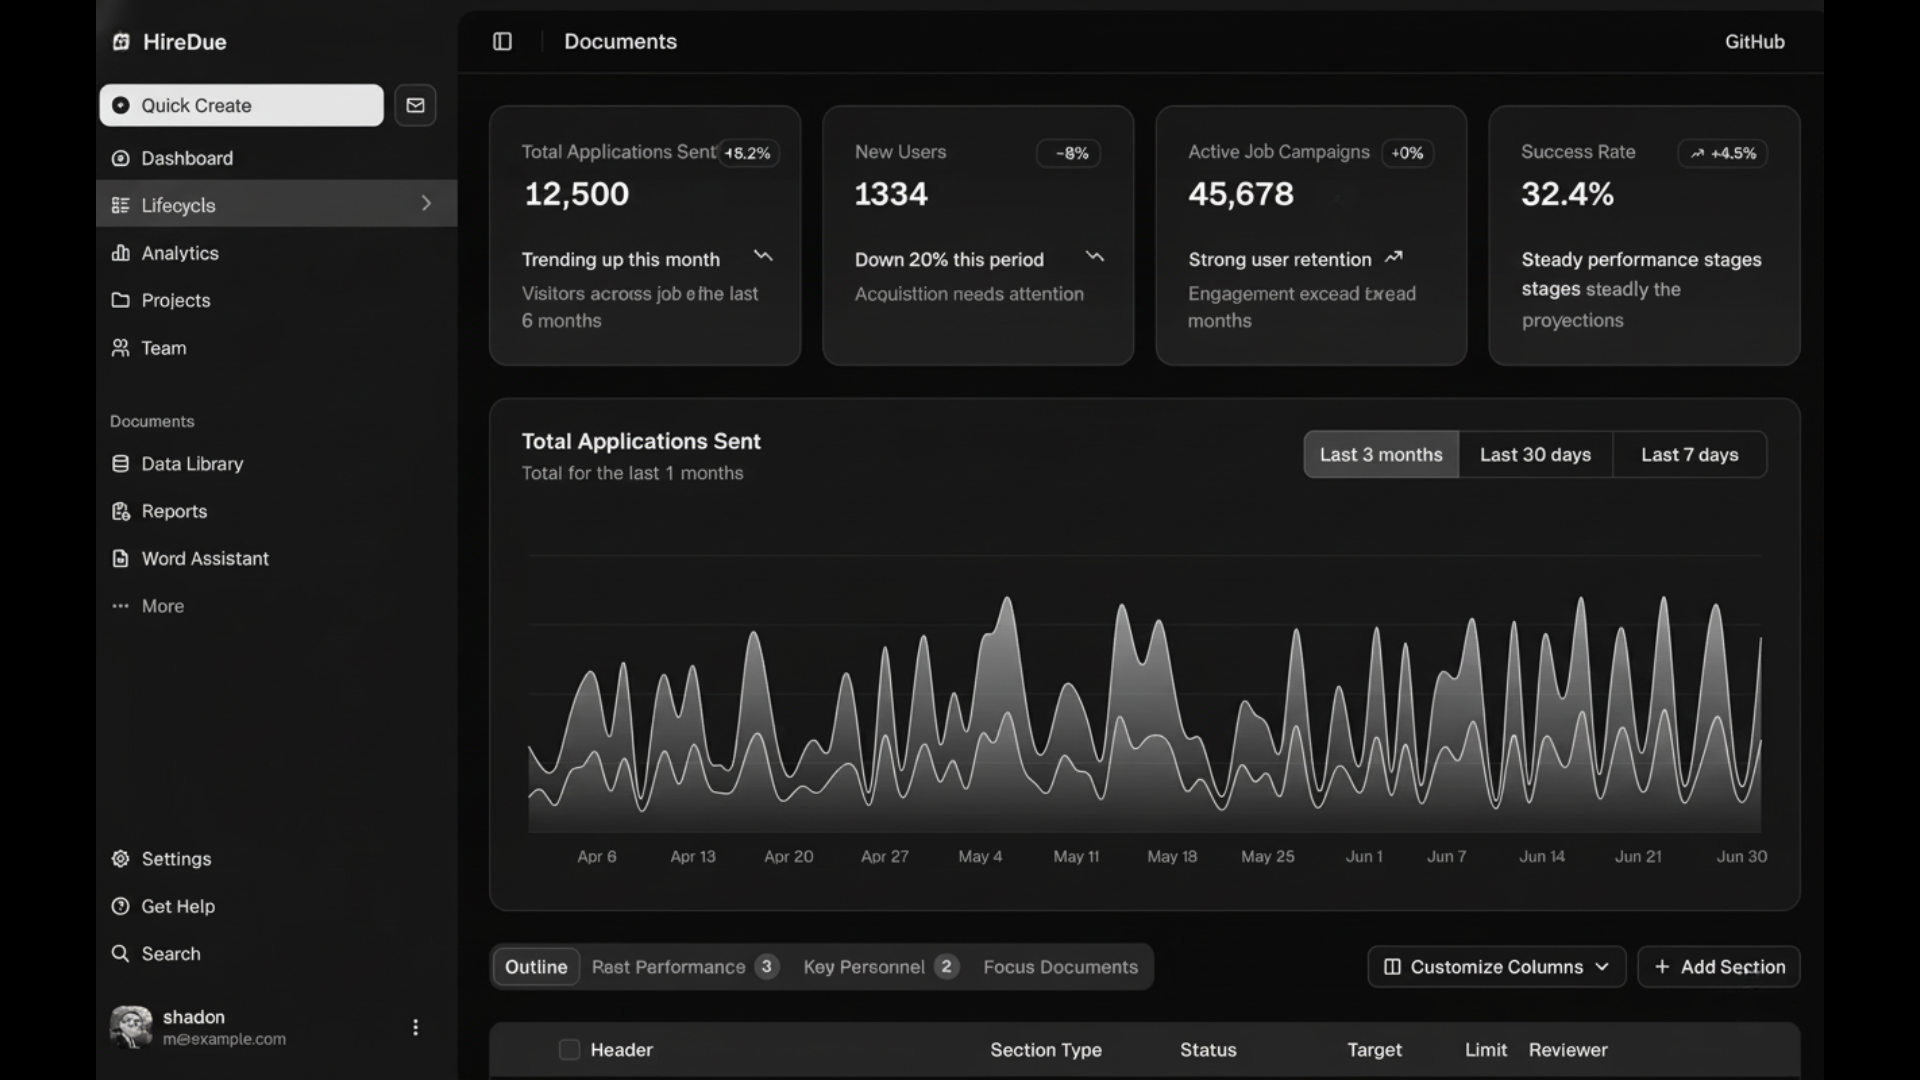 HireDue
Quick Create
Dashboard
Lifecycls
Analytics
Projects
Team
Documents
Data Library
Reports
Word Assistant
More
Settings
Get Help
Search
shadon
m@example.com
Documents
GitHub
Total Applications Sent
12,500
Trending up this month
Visitors across job the last
6 months
New Users
-8%
1334
Down 20% this period
Acquisttion needs attention
Active Job Campaigns
+0%
45,678
Strong user retention
Engagement excead
months
Success Rate
+4.5%
32.4%
Steady performance stages
stages steadly the
proyections
Total Applications Sent
Total for the last 1 months
Last 3 months
Last 30 days
Last 7 days
Apr 6 Apr 13 Apr 20 Apr 27 May 4 May 11 May 18 May 25 Jun 1 Jun 7 Jun 14 Jun 21 Jun 30
Outline
Rast Parformance 3
Key Personnel 2
Focus Documents
Customize Columns
+ Add Section
Header Section Type Status Target Limit Reviewer